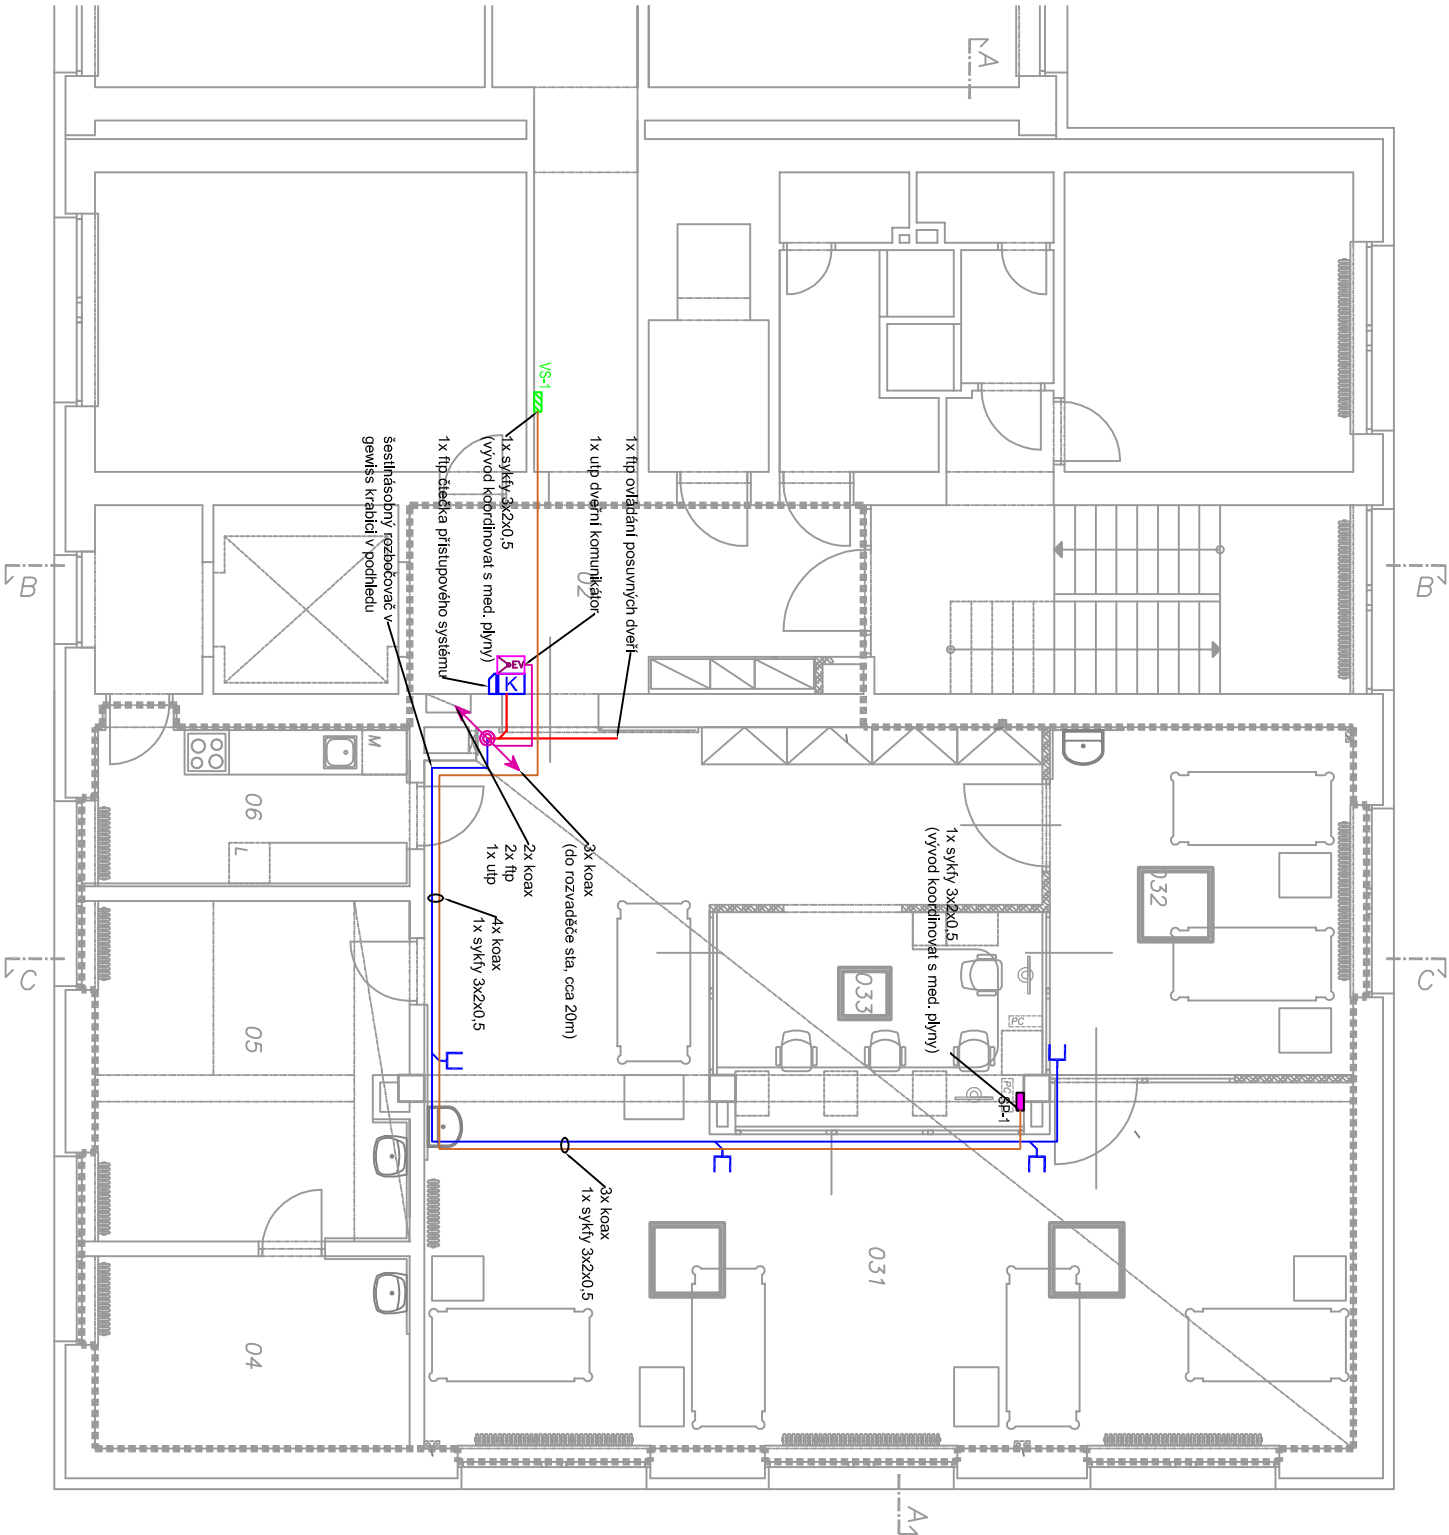 A
VS-1
1x ftp ovládání posuvných dveří
1x utp dveřní komunikátor
1x sykfy 3x2x0,5
(vývod koordinovat s med. plyny)
1x ftp čtečka přístupového systému
šestinásobný rozbočovač v
gewiss krabici v podhledu
02
B
B
EV
K
M
06
L
3x koax
(do rozvaděče sta, cca 20m)
2x koax
2x ftp
1x utp
4x koax
1x sykfy 3x2x0,5
1x sykfy 3x2x0,5
(vývod koordinovat s med. plyny)
032
033
PC
PC
SP-1
C
C
05
3x koax
1x sykfy 3x2x0,5
031
04
A